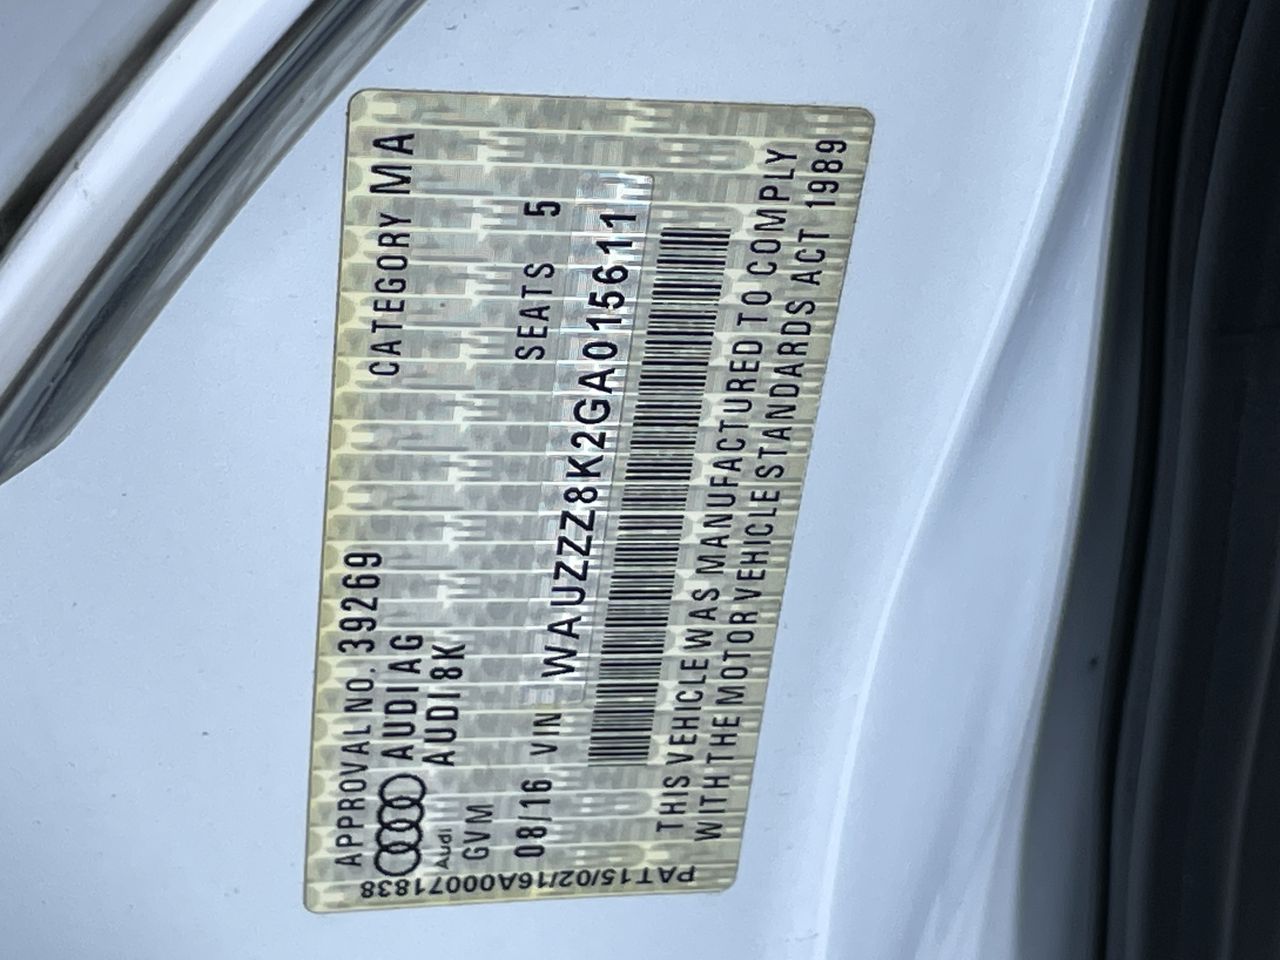 APPROVAL NO. 39269 CATEGORY MA
AUDI AG
Audi AUDI 8K
GVM
08/16 SEATS 5
VIN WAUZZZ8K2GA015611
THIS VEHICLE WAS MANUFACTURED TO COMPLY
WITH THE MOTOR VEHICLE STANDARDS ACT 1989
PAT15/02/16A00071838